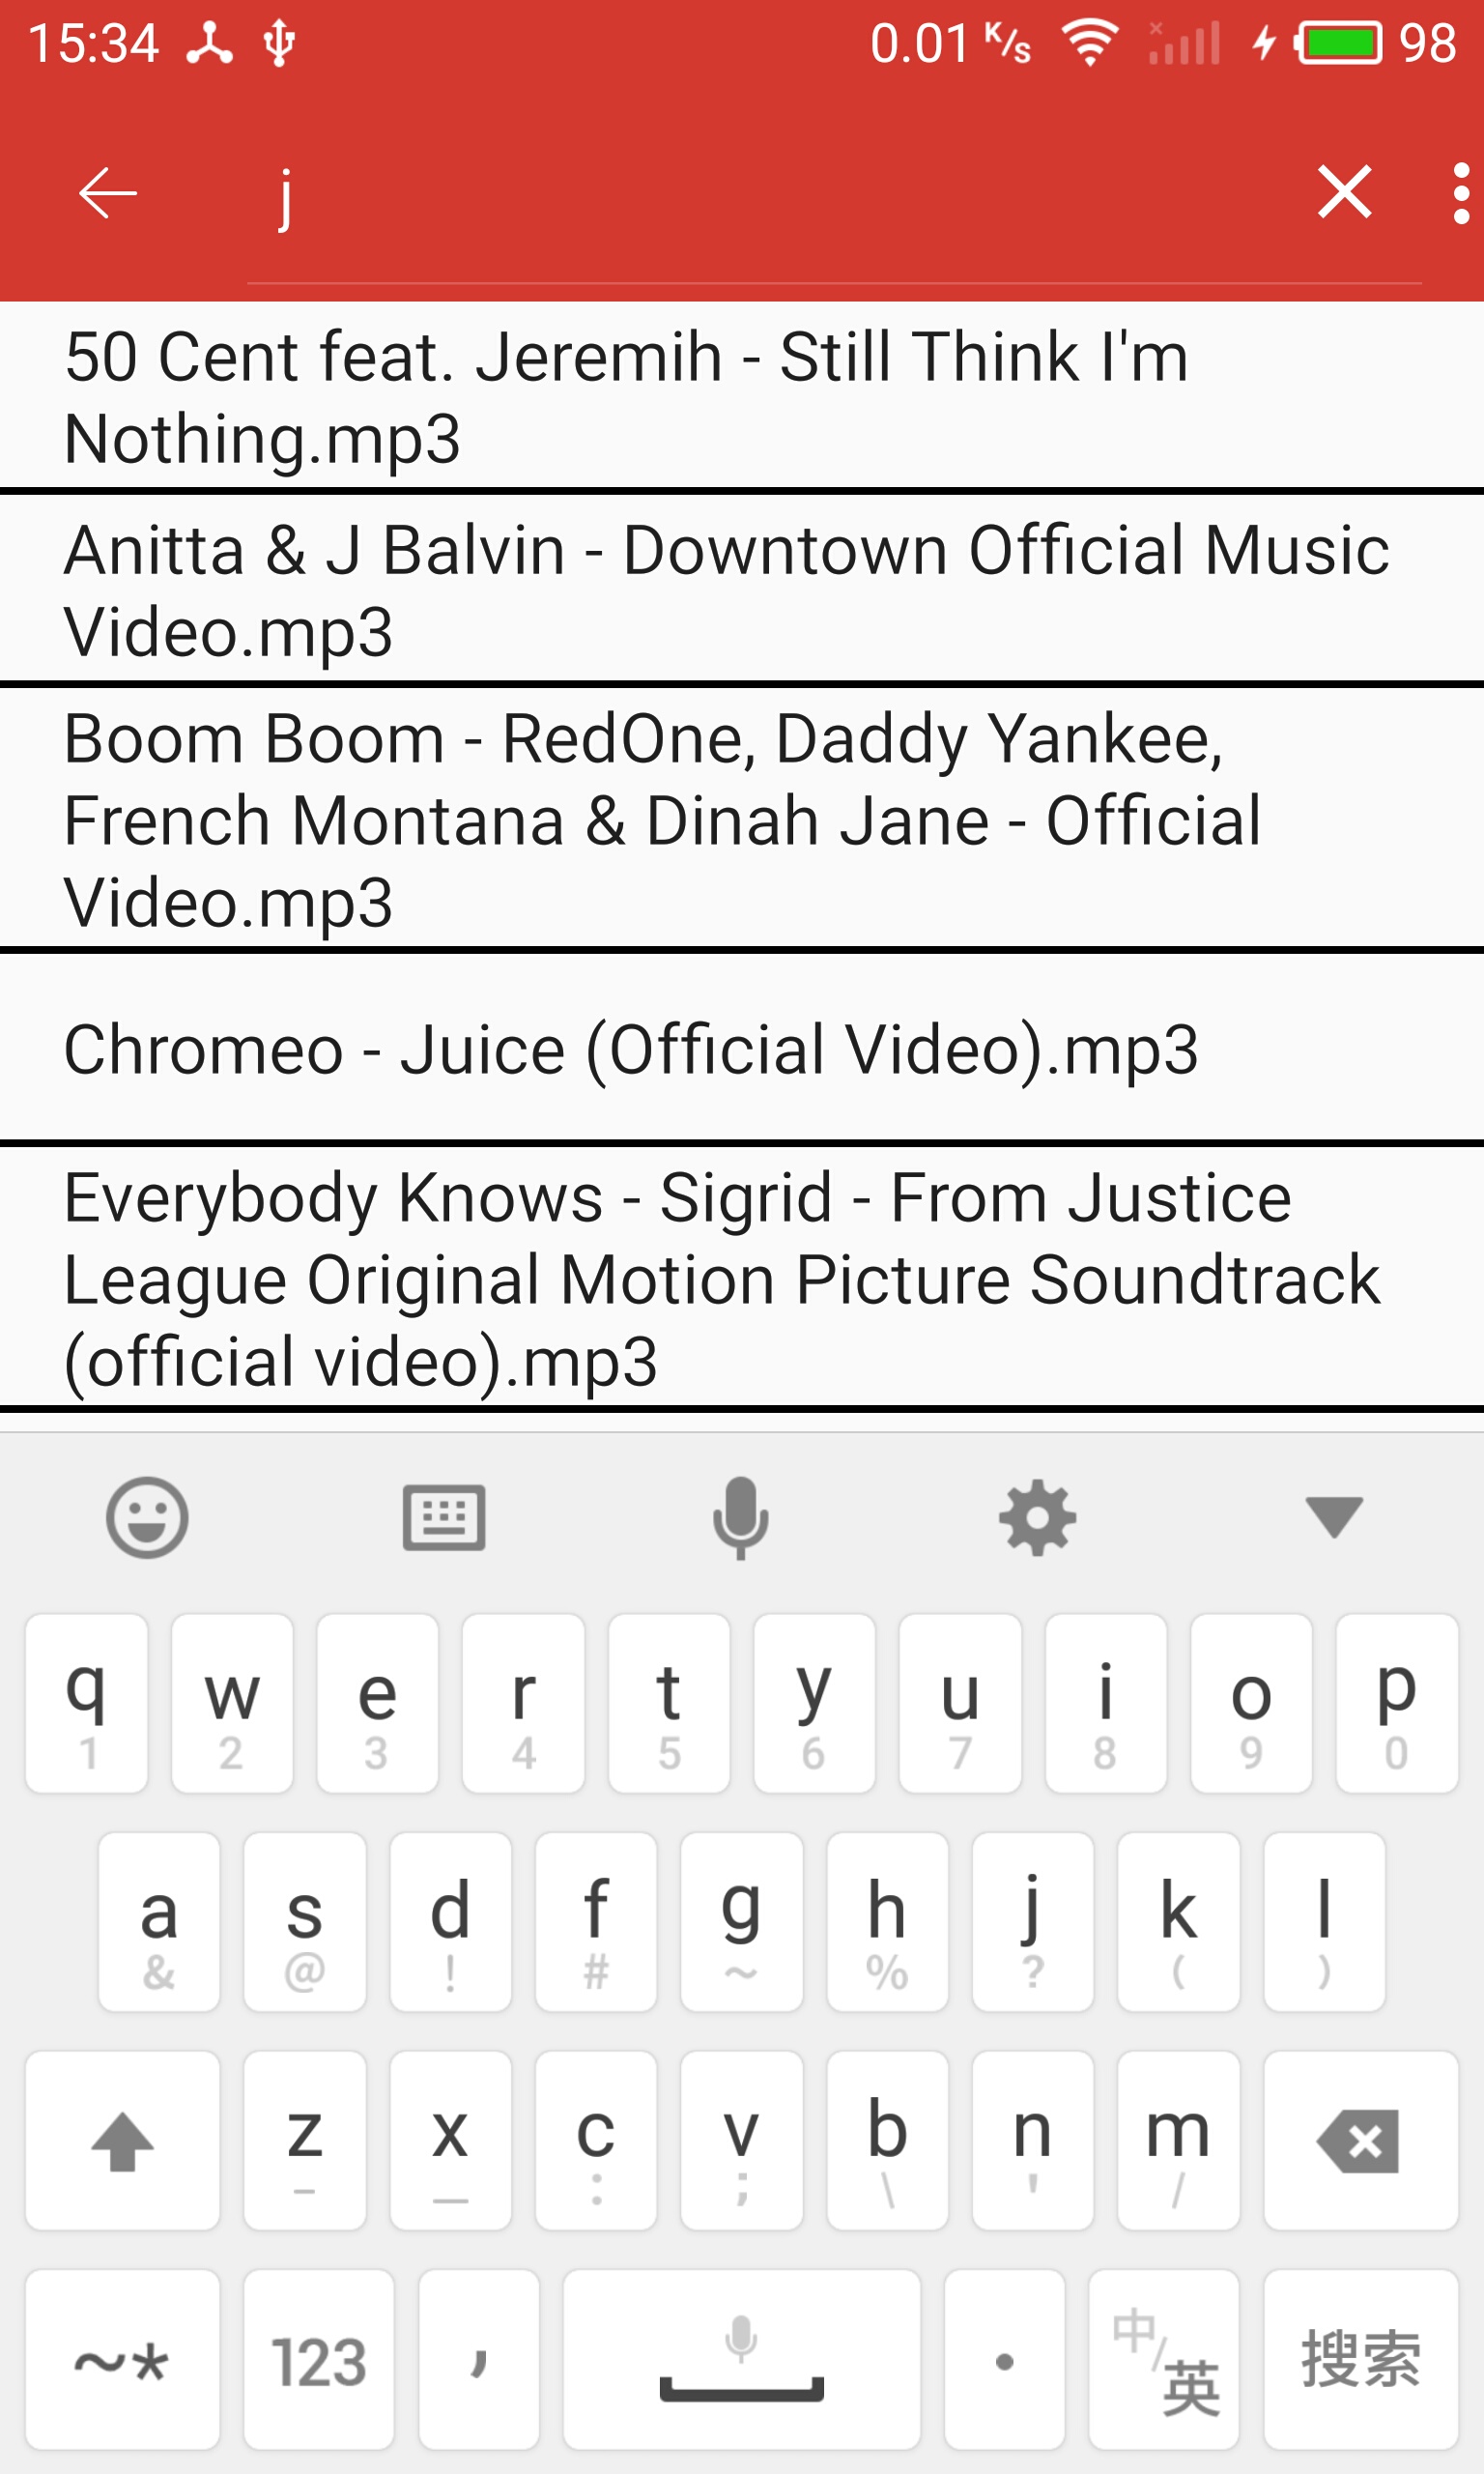 15:34 0.01 K/s 98
j
50 Cent feat. Jeremih - Still Think I'm
Nothing.mp3
Anitta & J Balvin - Downtown Official Music
Video.mp3
Boom Boom - RedOne, Daddy Yankee,
French Montana & Dinah Jane - Official
Video.mp3
Chromeo - Juice (Official Video).mp3
Everybody Knows - Sigrid - From Justice
League Original Motion Picture Soundtrack
(official video).mp3
q w e r t y u i o p
1 2 3 4 5 6 7 8 9 0
a s d f g h j k l
& @ ! # ~ % ? ( )
z x c v b n m
- _ : ; \ ' /
~* 123 , . 中/英 搜索